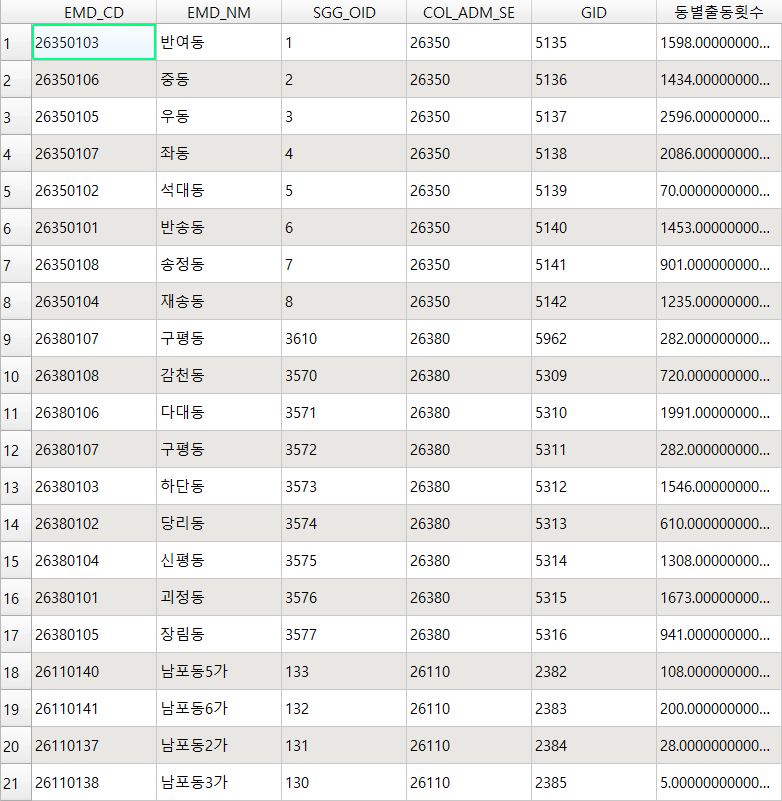 EMD_CD EMD_NM SGG_OID COL_ADM_SE GID 동별출동횟수
1 26350103 반여동 1 26350 5135 1598.00000000...
2 26350106 중동 2 26350 5136 1434.00000000...
3 26350105 우동 3 26350 5137 2596.00000000...
4 26350107 좌동 4 26350 5138 2086.00000000...
5 26350102 석대동 5 26350 5139 70.0000000000...
6 26350101 반송동 6 26350 5140 1453.00000000...
7 26350108 송정동 7 26350 5141 901.000000000...
8 26350104 재송동 8 26350 5142 1235.00000000...
9 26380107 구평동 3610 26380 5962 282.000000000...
10 26380108 감천동 3570 26380 5309 720.000000000...
11 26380106 다대동 3571 26380 5310 1991.00000000...
12 26380107 구평동 3572 26380 5311 282.000000000...
13 26380103 하단동 3573 26380 5312 1546.00000000...
14 26380102 당리동 3574 26380 5313 610.000000000...
15 26380104 신평동 3575 26380 5314 1308.00000000...
16 26380101 괴정동 3576 26380 5315 1673.00000000...
17 26380105 장림동 3577 26380 5316 941.000000000...
18 26110140 남포동5가 133 26110 2382 108.000000000...
19 26110141 남포동6가 132 26110 2383 200.000000000...
20 26110137 남포동2가 131 26110 2384 28.0000000000...
21 26110138 남포동3가 130 26110 2385 5.00000000000...